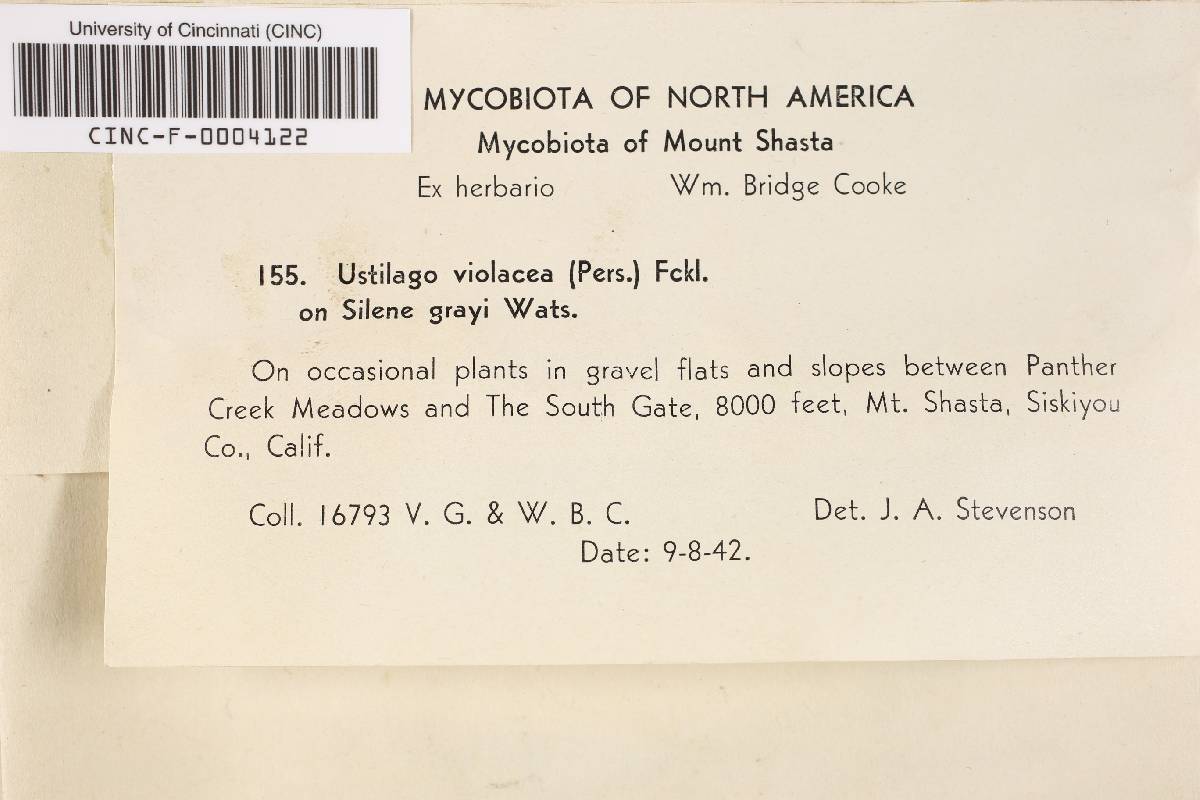 University of Cincinnati (CINC)
CINC-F-0004122
MYCOBIOTA OF NORTH AMERICA
Mycobiota of Mount Shasta
Ex herbario Wm. Bridge Cooke
155. Ustilago violacea (Pers.) Fckl.
on Silene grayi Wats.
On occasional plants in gravel flats and slopes between Panther
Creek Meadows and The South Gate, 8000 feet, Mt. Shasta, Siskiyou
Co., Calif.
Coll. 16793 V. G. & W. B. C. Det. J. A. Stevenson
Date: 9-8-42.